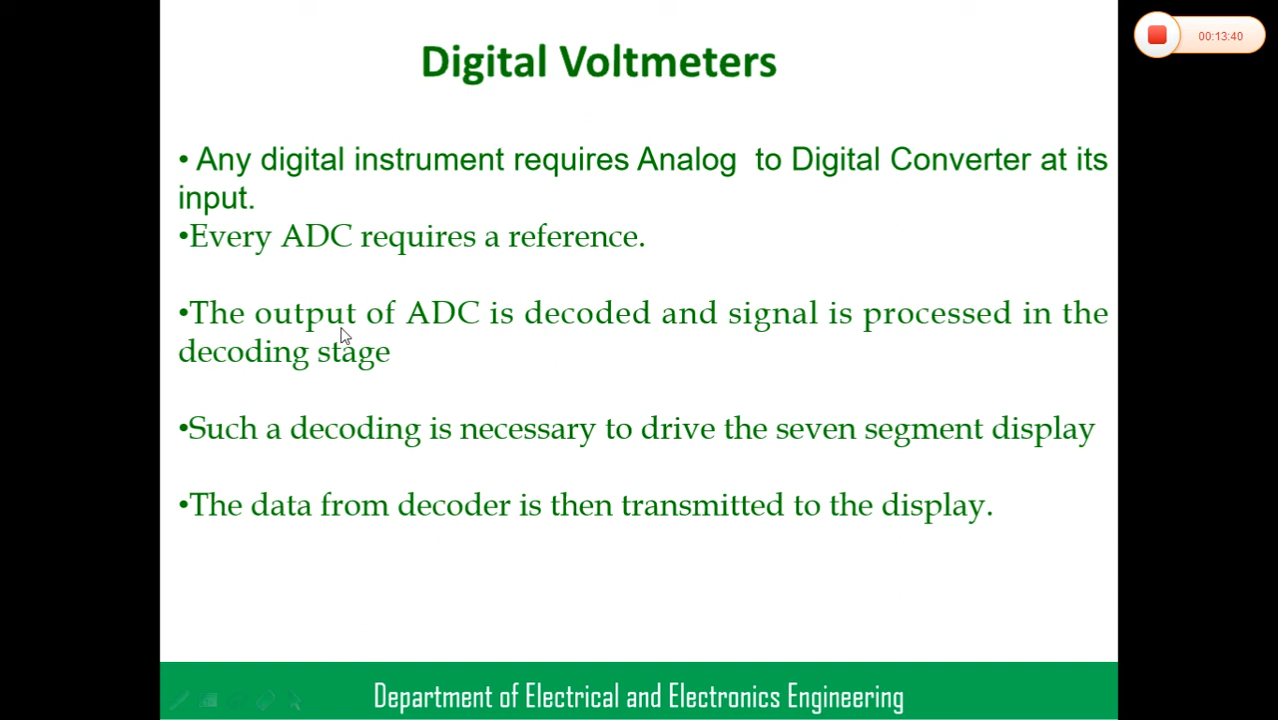 Digital Voltmeters
00:13:40
• Any digital instrument requires Analog  to Digital Converter at its
input.
•Every ADC requires a reference.
•The output of ADC is decoded and signal is processed in the
decoding stage
•Such a decoding is necessary to drive the seven segment display
•The data from decoder is then transmitted to the display.
Department of Electrical and Electronics Engineering